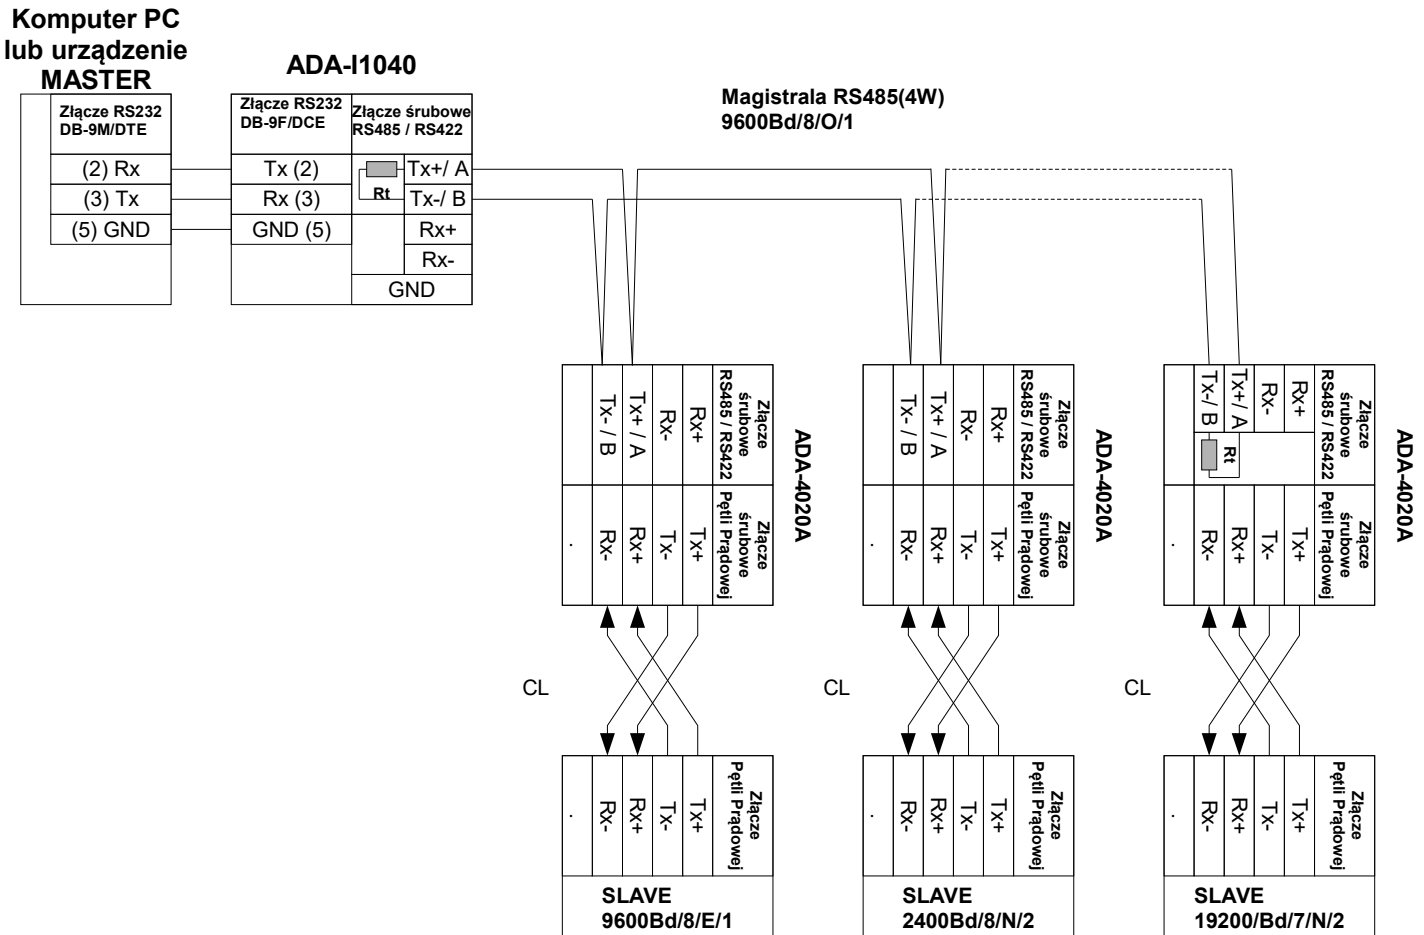 Komputer PC
lub urządzenie
MASTER
ADA-I1040
Magistrala RS485(4W)
9600Bd/8/O/1
Złącze RS232
DB-9M/DTE
(2) Rx
(3) Tx
(5) GND
Złącze RS232
DB-9F/DCE
Tx (2)
Rx (3)
GND (5)
Złącze śrubowe
RS485 / RS422
Rt
Tx+/ A
Tx-/ B
Rx+
Rx-
GND
Złącze
śrubowe
RS485 / RS422
Rx+
Rx-
Tx+ / A
Tx- / B
ADA-4020A
Złącze
śrubowe
Pętli Prądowej
Tx+
Tx-
Rx+
Rx-
.
CL
Złącze
Pętli Prądowej
Tx+
Tx-
Rx+
Rx-
.
SLAVE
9600Bd/8/E/1
Złącze
śrubowe
RS485 / RS422
Rx+
Rx-
Tx+ / A
Tx- / B
ADA-4020A
Złącze
śrubowe
Pętli Prądowej
Tx+
Tx-
Rx+
Rx-
.
CL
Złącze
Pętli Prądowej
Tx+
Tx-
Rx+
Rx-
.
SLAVE
2400Bd/8/N/2
Złącze
śrubowe
RS485 / RS422
Rx+
Rx-
Tx+/ A
Tx-/ B
Rt
ADA-4020A
Złącze
śrubowe
Pętli Prądowej
Tx+
Tx-
Rx+
Rx-
.
CL
Złącze
Pętli Prądowej
Tx+
Tx-
Rx+
Rx-
.
SLAVE
19200/Bd/7/N/2